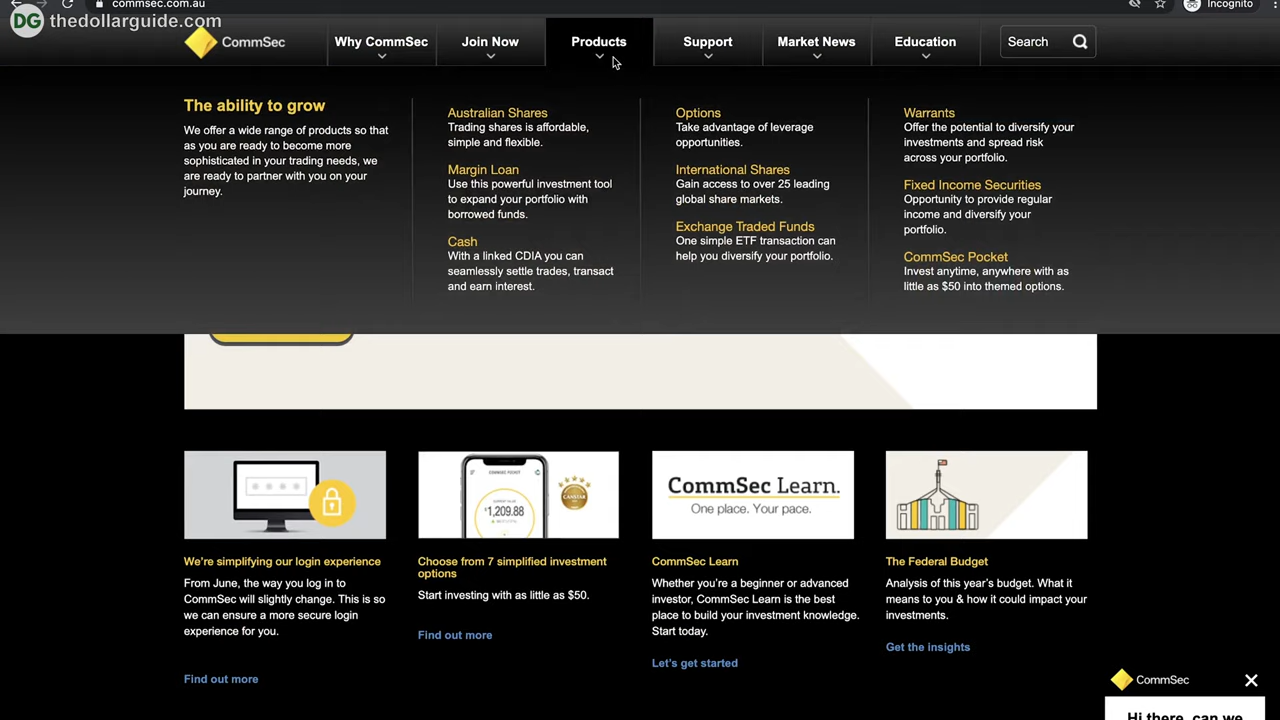 commsec.com.au
Incognito
DG thedollarguide.com
CommSec
Why CommSec
Join Now
Products
Support
Market News
Education
Search
The ability to grow
We offer a wide range of products so that
as you are ready to become more
sophisticated in your trading needs, we
are ready to partner with you on your
journey.
Australian Shares
Trading shares is affordable,
simple and flexible.
Margin Loan
Use this powerful investment tool
to expand your portfolio with
borrowed funds.
Cash
With a linked CDIA you can
seamlessly settle trades, transact
and earn interest.
Options
Take advantage of leverage
opportunities.
International Shares
Gain access to over 25 leading
global share markets.
Exchange Traded Funds
One simple ETF transaction can
help you diversify your portfolio.
Warrants
Offer the potential to diversify your
investments and spread risk
across your portfolio.
Fixed Income Securities
Opportunity to provide regular
income and diversify your
portfolio.
CommSec Pocket
Invest anytime, anywhere with as
little as $50 into themed options.
We're simplifying our login experience
From June, the way you log in to
CommSec will slightly change. This is so
we can ensure a more secure login
experience for you.
Find out more
COMMSEC POCKET
$1,209.88
CANSTAR
Choose from 7 simplified investment
options
Start investing with as little as $50.
Find out more
CommSec Learn.
One place. Your pace.
CommSec Learn
Whether you're a beginner or advanced
investor, CommSec Learn is the best
place to build your investment knowledge.
Start today.
Let's get started
The Federal Budget
Analysis of this year's budget. What it
means to you & how it could impact your
investments.
Get the insights
CommSec
Hi there, can we